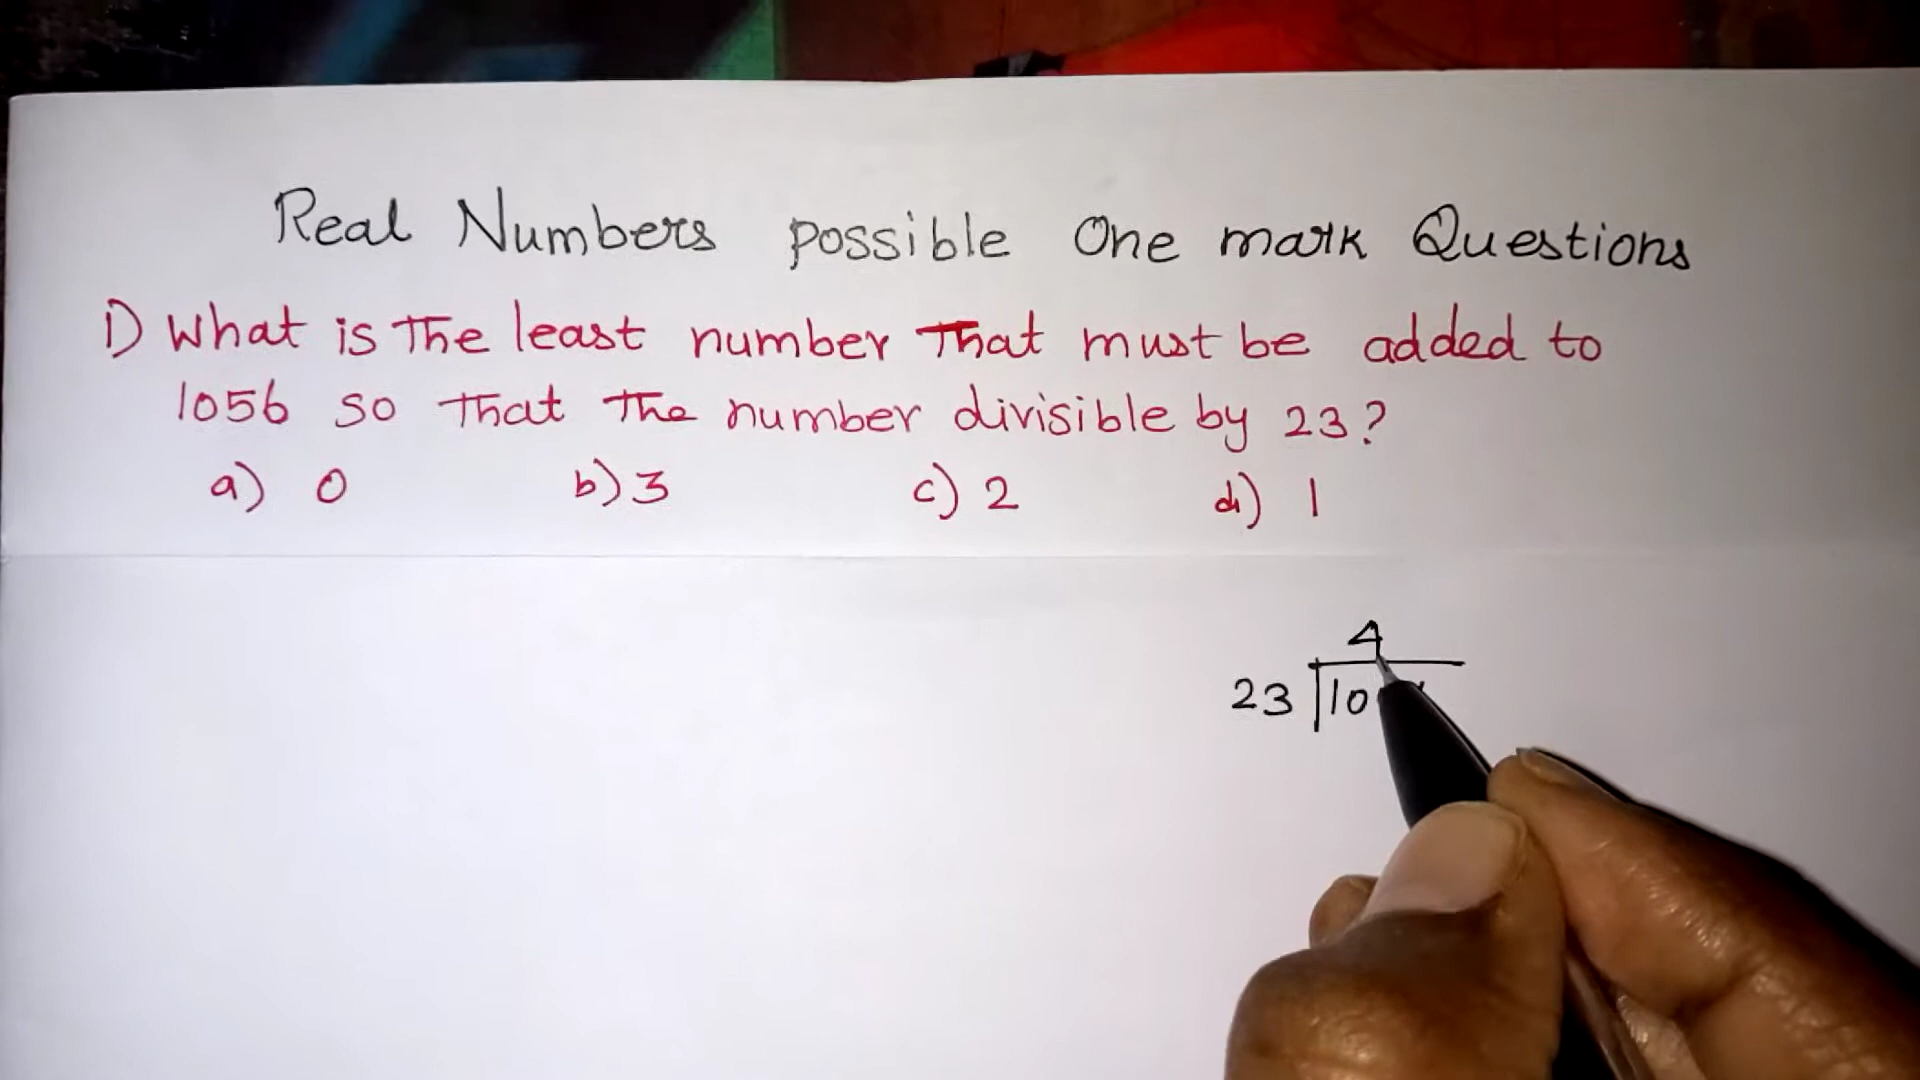 Real Numbers possible One mark Questions
1) What is The least number That must be added to
1056 so that the number divisible by 23?
a) 0 b) 3 c) 2 d) 1
4
23 10